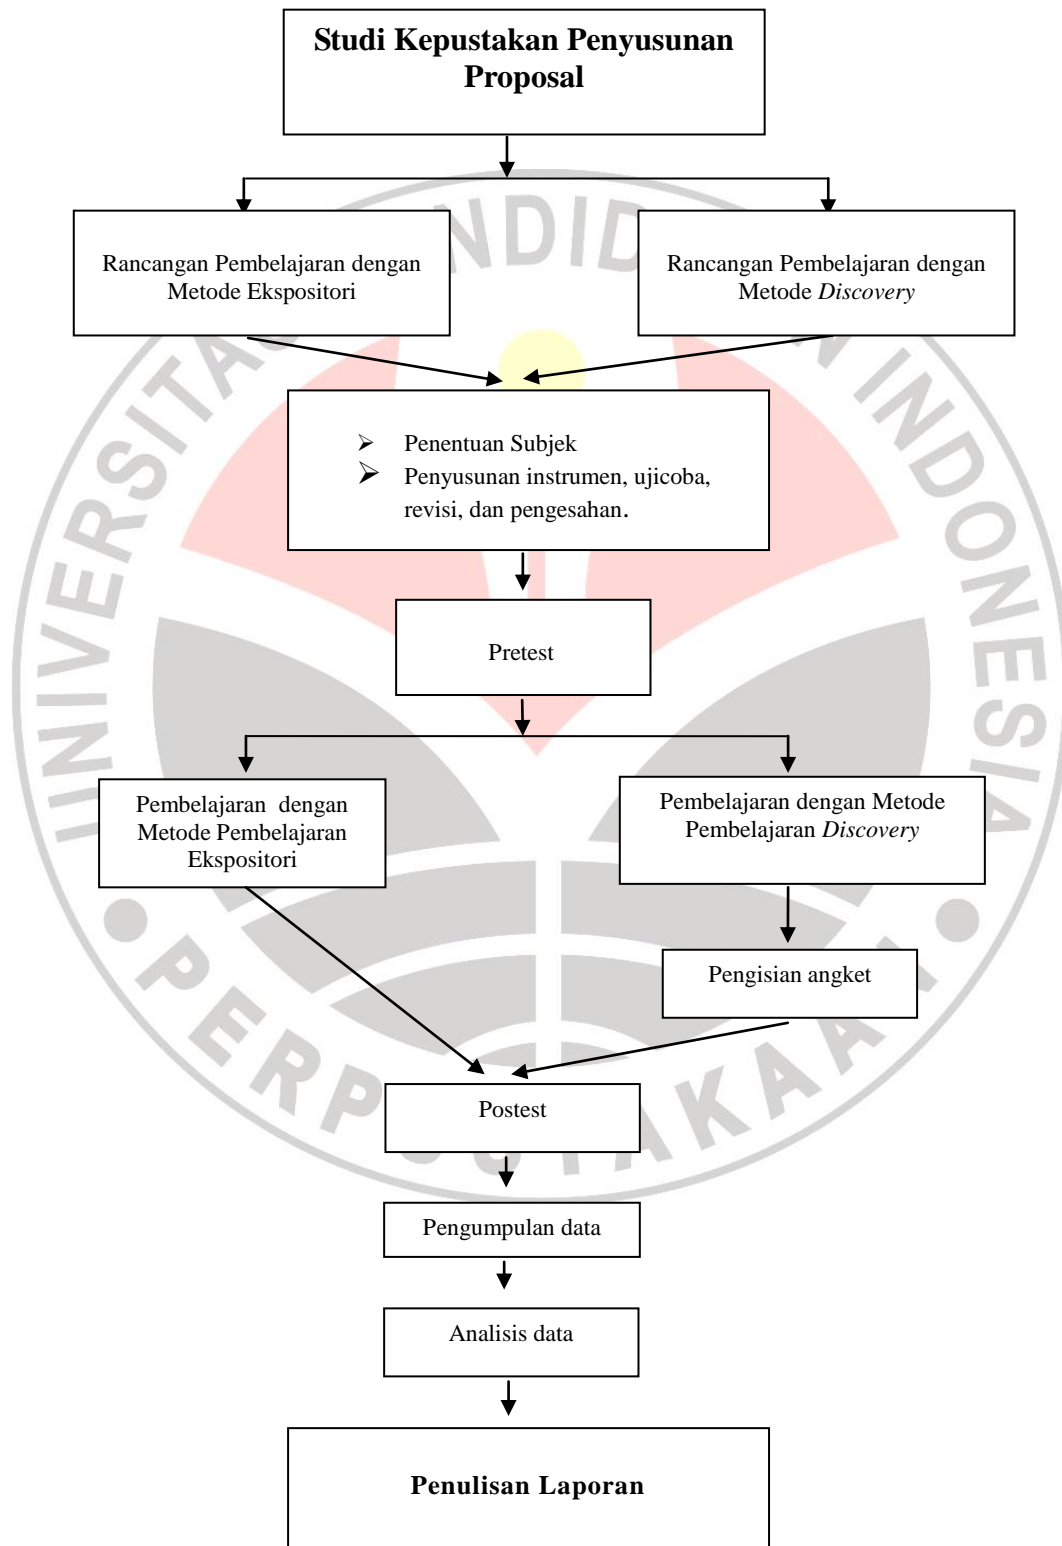 Studi Kepustakan Penyusunan
Proposal
Rancangan Pembelajaran dengan
Metode Ekspositori
Rancangan Pembelajaran dengan
Metode Discovery
➢ Penentuan Subjek
➢ Penyusunan instrumen, ujicoba,
revisi, dan pengesahan.
Pretest
Pembelajaran  dengan
Metode Pembelajaran
Ekspositori
Pembelajaran dengan Metode
Pembelajaran Discovery
Pengisian angket
Postest
Pengumpulan data
Analisis data
Penulisan Laporan